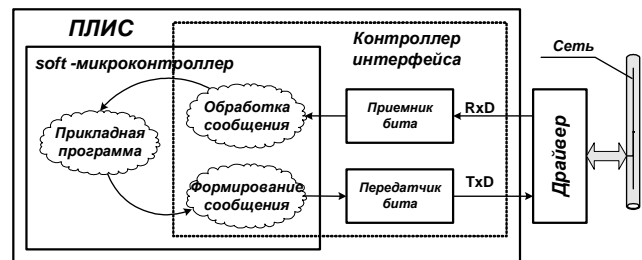 ПЛИС
Контроллер
интерфейса
Сеть
soft -микроконтроллер
Обработка
сообщения
Приемник
бита
RxD
Прикладная
программа
Драйвер
Формирование
сообщения
Передатчик
бита
TxD